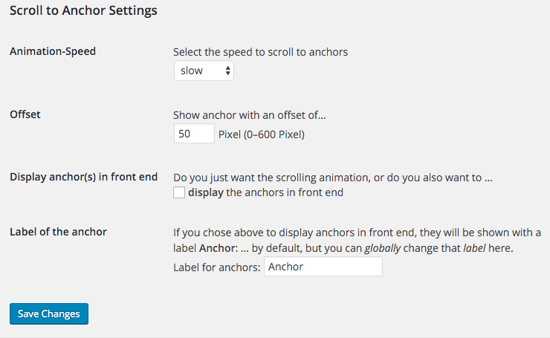 Scroll to Anchor Settings
Animation-Speed
Select the speed to scroll to anchors
slow
Offset
Show anchor with an offset of...
50 Pixel (0–600 Pixel)
Display anchor(s) in front end
Do you just want the scrolling animation, or do you also want to ...
display the anchors in front end
Label of the anchor
If you chose above to display anchors in front end, they will be shown with a
label Anchor: ... by default, but you can globally change that label here.
Label for anchors: Anchor
Save Changes